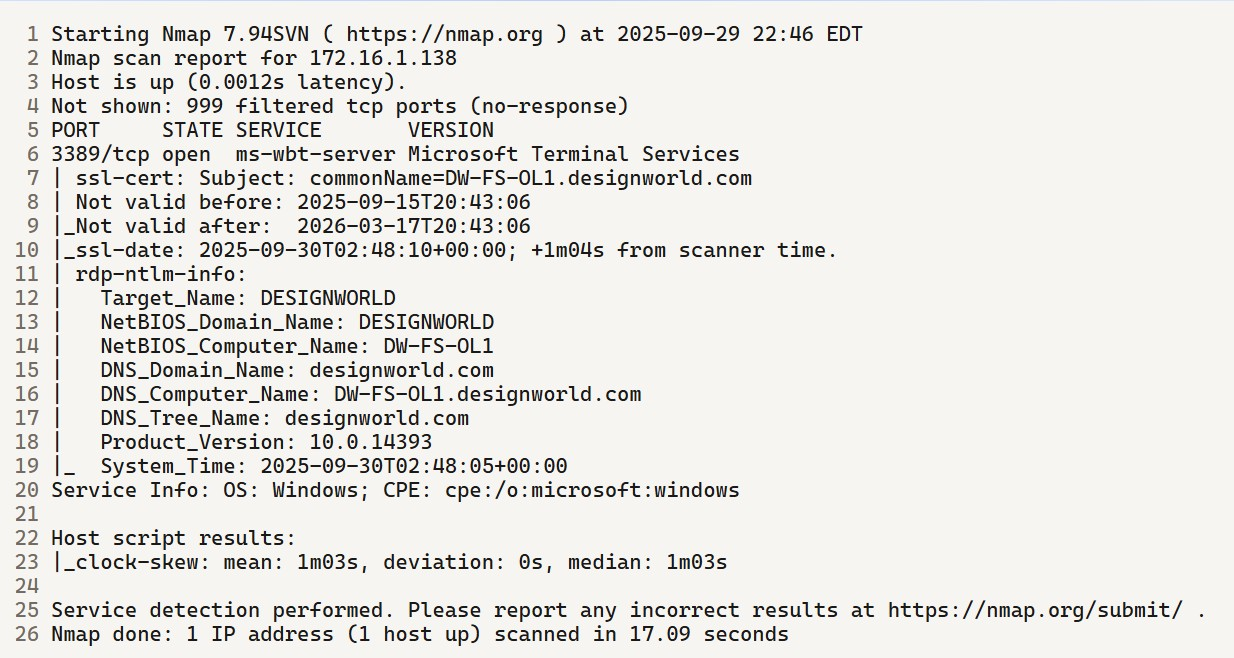 1 Starting Nmap 7.94SVN ( https://nmap.org ) at 2025-09-29 22:46 EDT
2 Nmap scan report for 172.16.1.138
3 Host is up (0.0012s latency).
4 Not shown: 999 filtered tcp ports (no-response)
5 PORT     STATE SERVICE       VERSION
6 3389/tcp open  ms-wbt-server Microsoft Terminal Services
7 | ssl-cert: Subject: commonName=DW-FS-OL1.designworld.com
8 | Not valid before: 2025-09-15T20:43:06
9 |_Not valid after:  2026-03-17T20:43:06
10 |_ssl-date: 2025-09-30T02:48:10+00:00; +1m04s from scanner time.
11 | rdp-ntlm-info:
12 |   Target_Name: DESIGNWORLD
13 |   NetBIOS_Domain_Name: DESIGNWORLD
14 |   NetBIOS_Computer_Name: DW-FS-OL1
15 |   DNS_Domain_Name: designworld.com
16 |   DNS_Computer_Name: DW-FS-OL1.designworld.com
17 |   DNS_Tree_Name: designworld.com
18 |   Product_Version: 10.0.14393
19 |_  System_Time: 2025-09-30T02:48:05+00:00
20 Service Info: OS: Windows; CPE: cpe:/o:microsoft:windows
21
22 Host script results:
23 |_clock-skew: mean: 1m03s, deviation: 0s, median: 1m03s
24
25 Service detection performed. Please report any incorrect results at https://nmap.org/submit/ .
26 Nmap done: 1 IP address (1 host up) scanned in 17.09 seconds